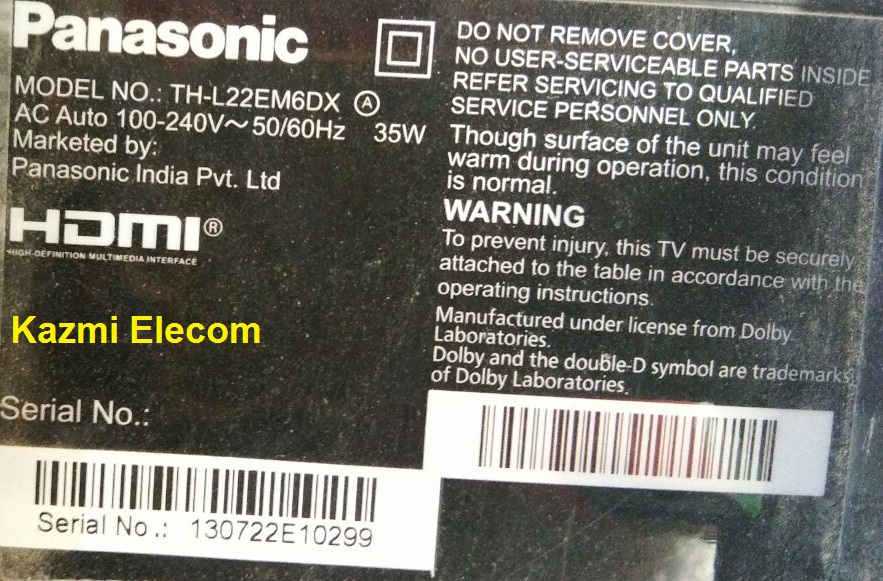 Panasonic
MODEL NO.: TH-L22EM6DX Ⓐ
AC Auto 100-240V~50/60Hz 35W
Marketed by:
Panasonic India Pvt. Ltd
HDMI®
HIGH-DEFINITION MULTIMEDIA INTERFACE
Kazmi Elecom
Serial No.:
Serial No.: 130722E10299
DO NOT REMOVE COVER,
NO USER-SERVICEABLE PARTS INSIDE
REFER SERVICING TO QUALIFIED
SERVICE PERSONNEL ONLY.
Though surface of the unit may feel
warm during operation, this condition
is normal.
WARNING
To prevent injury, this TV must be securely
attached to the table in accordance with the
operating instructions.
Manufactured under license from Dolby
Laboratories.
Dolby and the double-D symbol are trademarks
of Dolby Laboratories.